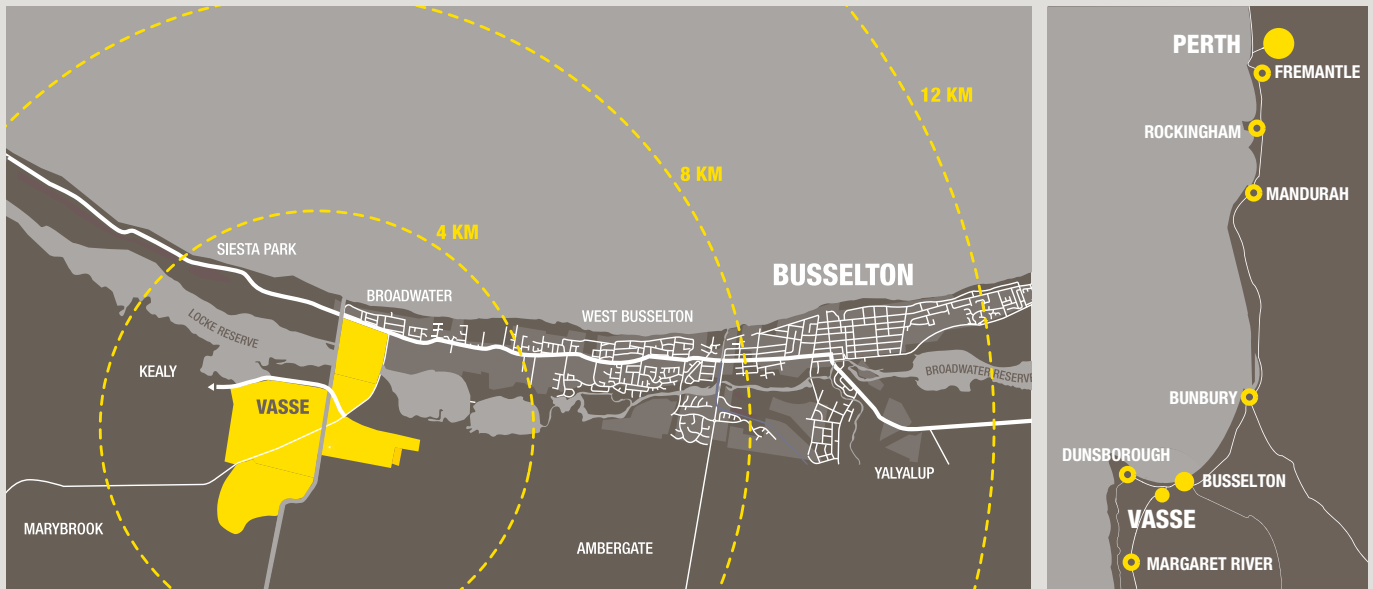 12 KM
8 KM
4 KM
SIESTA PARK
BUSSELTON
BROADWATER
WEST BUSSELTON
LOCKE RESERVE
KEALY
BROADWATER RESERVE
VASSE
YALYALUP
MARYBROOK
AMBERGATE
PERTH
FREMANTLE
ROCKINGHAM
MANDURAH
BUNBURY
DUNSBOROUGH
BUSSELTON
VASSE
MARGARET RIVER